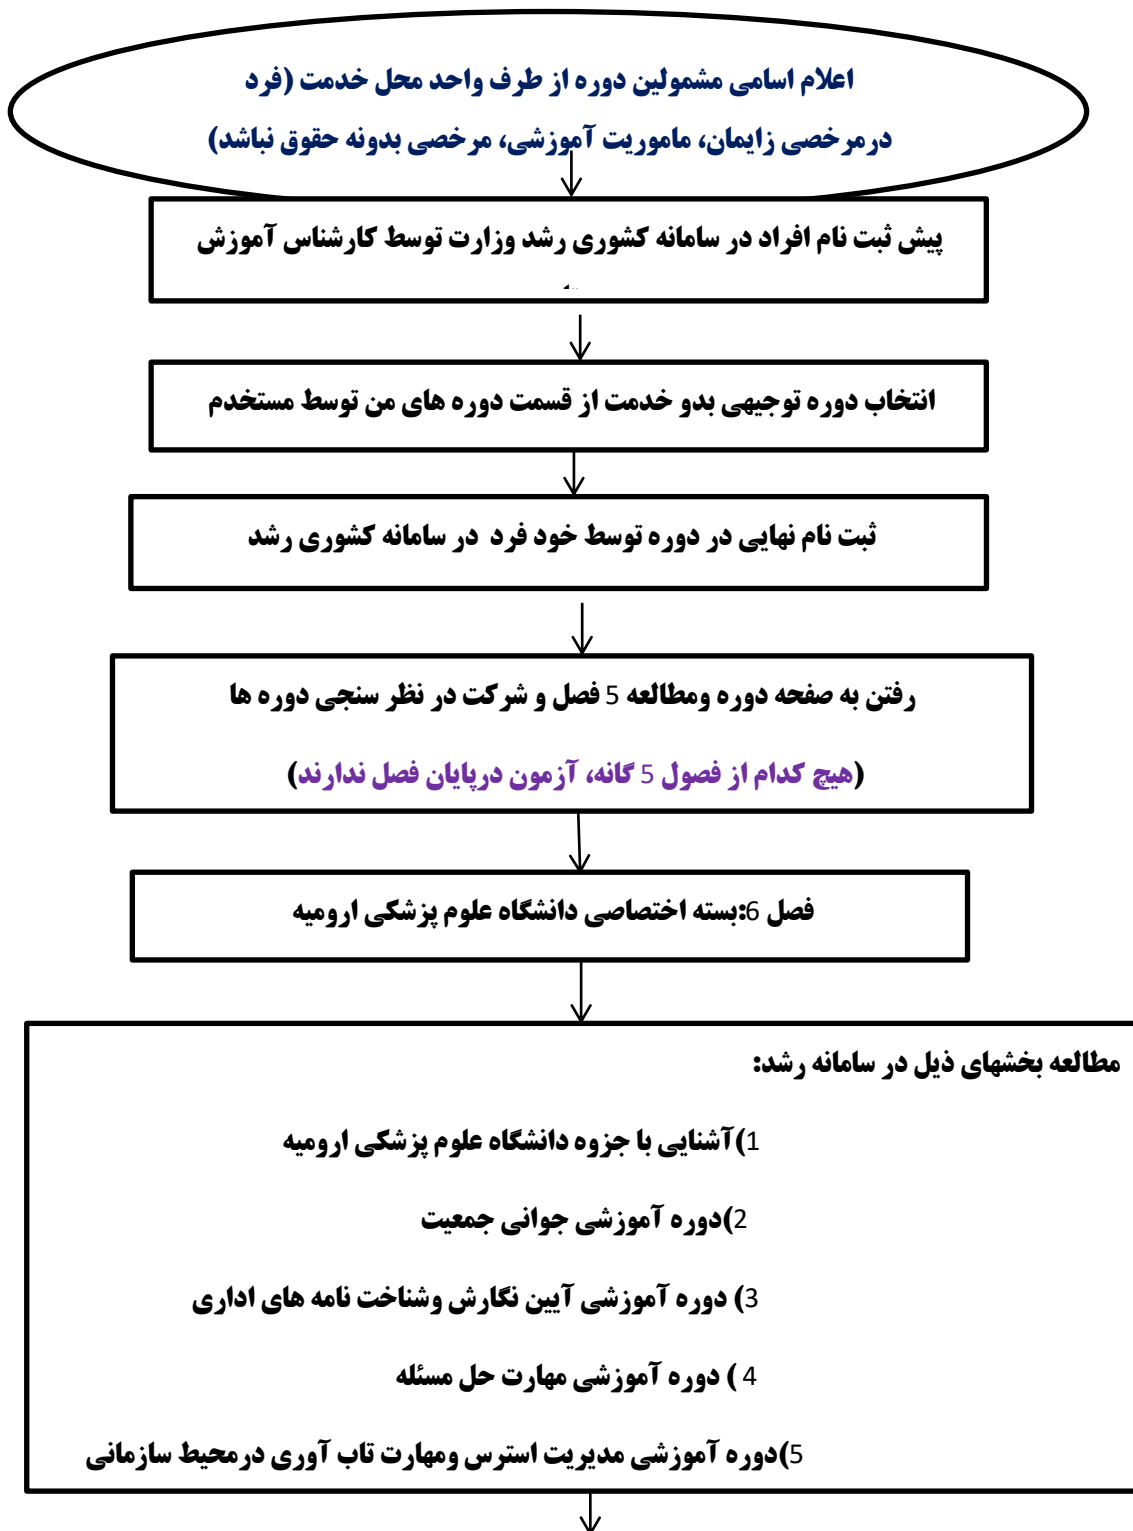 اعلام اسامی مشمولین دوره از طرف واحد محل خدمت (فرد
درمرخصی زایمان، ماموریت آموزشی، مرخصی بدونه حقوق نباشد)
پیش ثبت نام افراد در سامانه کشوری رشد وزارت توسط کارشناس آموزش
انتخاب دوره توجیهی بدو خدمت از قسمت دوره های من توسط مستخدم
ثبت نام نهایی در دوره توسط خود فرد در سامانه کشوری رشد
رفتن به صفحه دوره ومطالعه 5 فصل و شرکت در نظر سنجی دوره ها
(هیچ کدام از فصول 5 گانه، آزمون درپایان فصل ندارند)
فصل 6:بسته اختصاصی دانشگاه علوم پزشکی ارومیه
مطالعه بخشهای ذیل در سامانه رشد:
1)آشنایی با جزوه دانشگاه علوم پزشکی ارومیه
2)دوره آموزشی جوانی جمعیت
3) دوره آموزشی آیین نگارش وشناخت نامه های اداری
4 ) دوره آموزشی مهارت حل مسئله
5)دوره آموزشی مدیریت استرس ومهارت تاب آوری درمحیط سازمانی